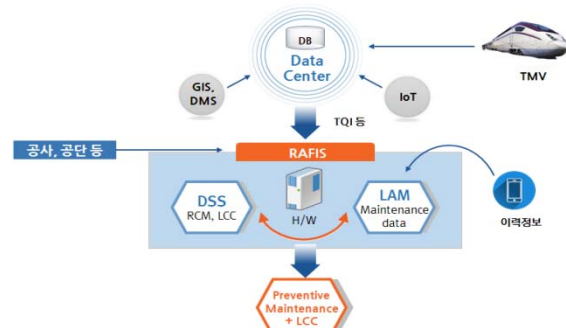 DB
Data
Center
TMV
GIS,
DMS
IoT
TQI 등
공사, 공단 등
RAFIS
DSS
RCM, LCC
H/W
LAM
Maintenance
data
이력정보
Preventive
Maintenance
+ LCC